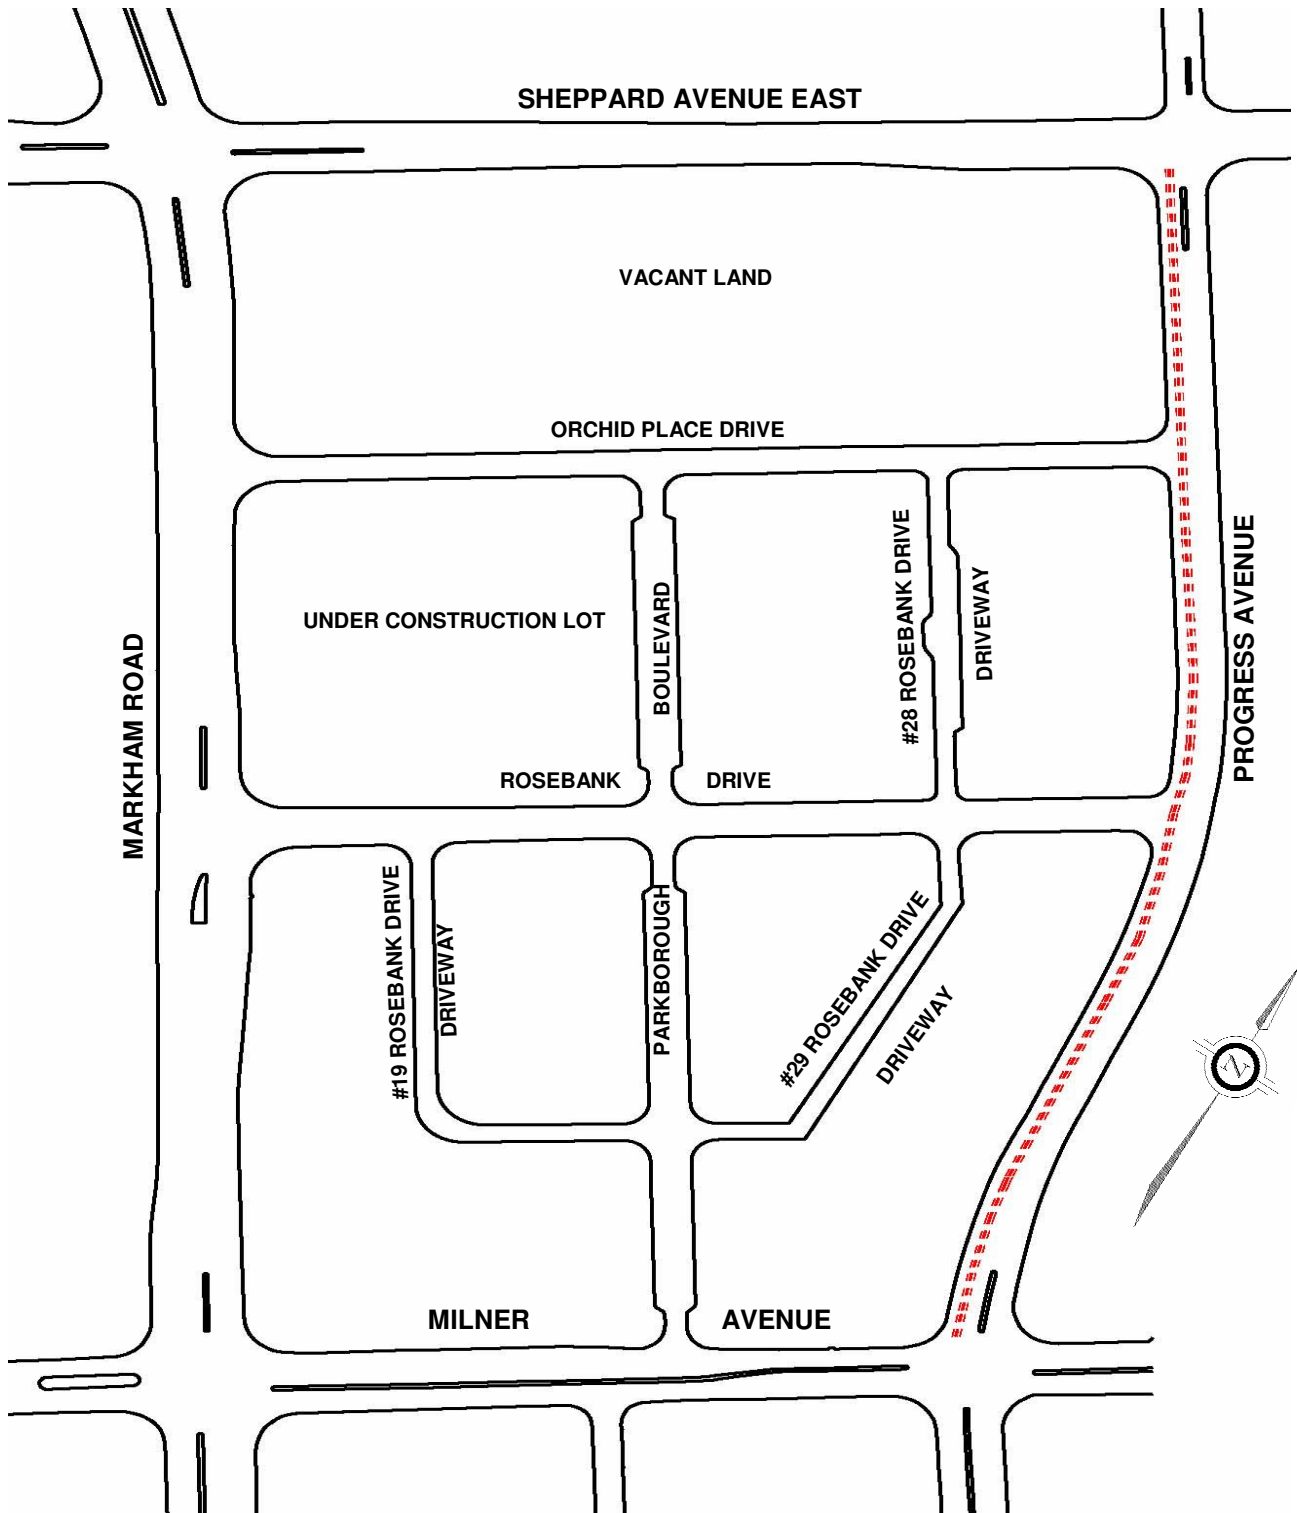 SHEPPARD AVENUE EAST
VACANT LAND
ORCHID PLACE DRIVE
UNDER CONSTRUCTION LOT
BOULEVARD
#28 ROSEBANK DRIVE
DRIVEWAY
PROGRESS AVENUE
MARKHAM ROAD
ROSEBANK DRIVE
#19 ROSEBANK DRIVE
DRIVEWAY
PARKBOROUGH
#29 ROSEBANK DRIVE
DRIVEWAY
N
MILNER AVENUE